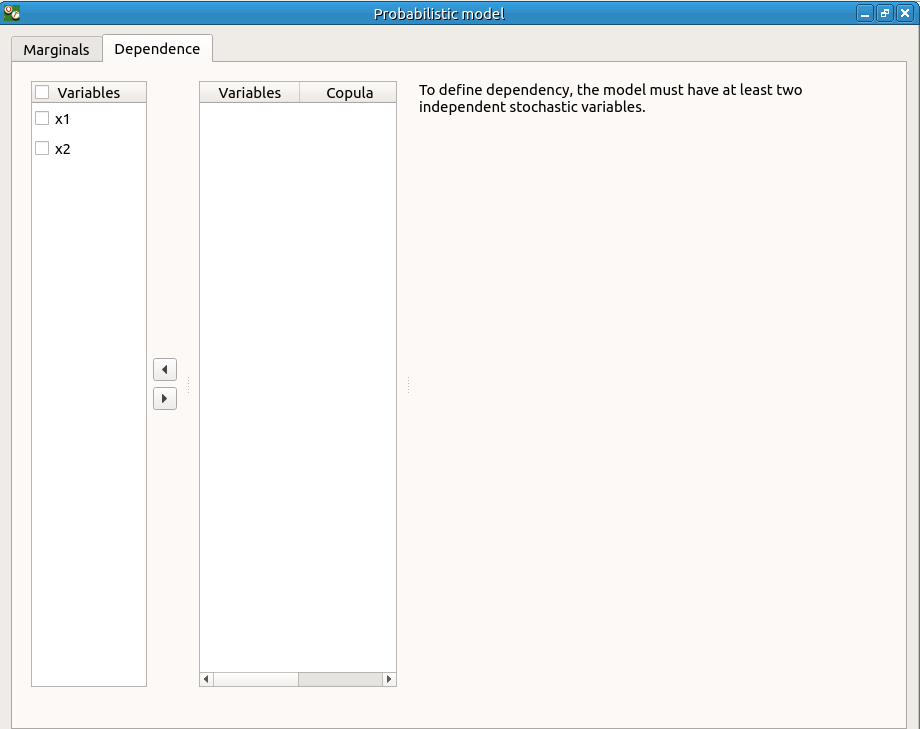 Probabilistic model
Marginals
Dependence
Variables
x1
x2
Variables
Copula
To define dependency, the model must have at least two
independent stochastic variables.